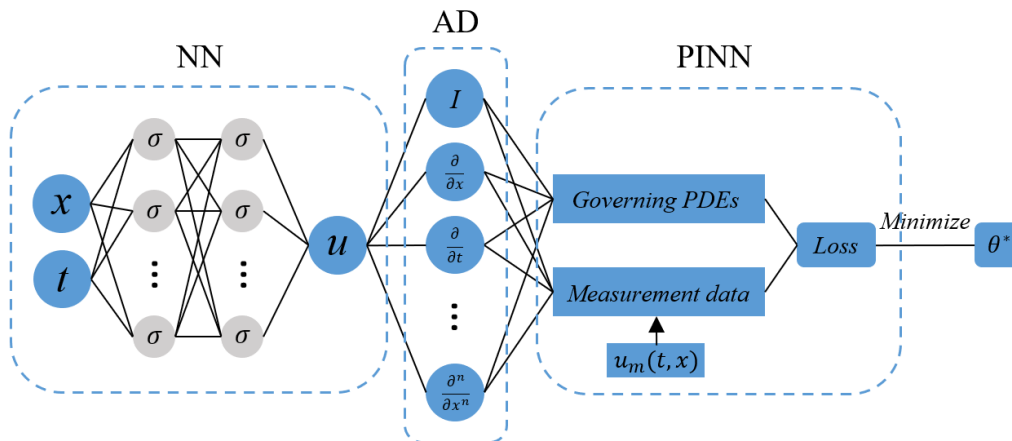 NN
AD
PINN
x
t
σ
σ
σ
⋮
σ
σ
σ
⋮
u
I
∂/∂x
∂/∂t
⋮
∂ⁿ/∂xⁿ
Governing PDEs
Measurement data
u_m(t, x)
Loss
Minimize
θ*